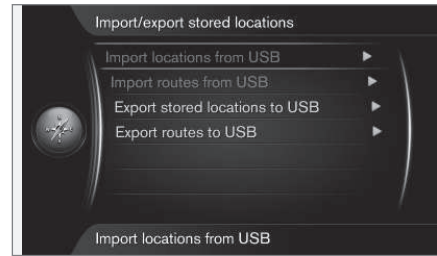 Import/export stored locations
Import locations from USB
Import routes from USB
Export stored locations to USB
Export routes to USB
Import locations from USB